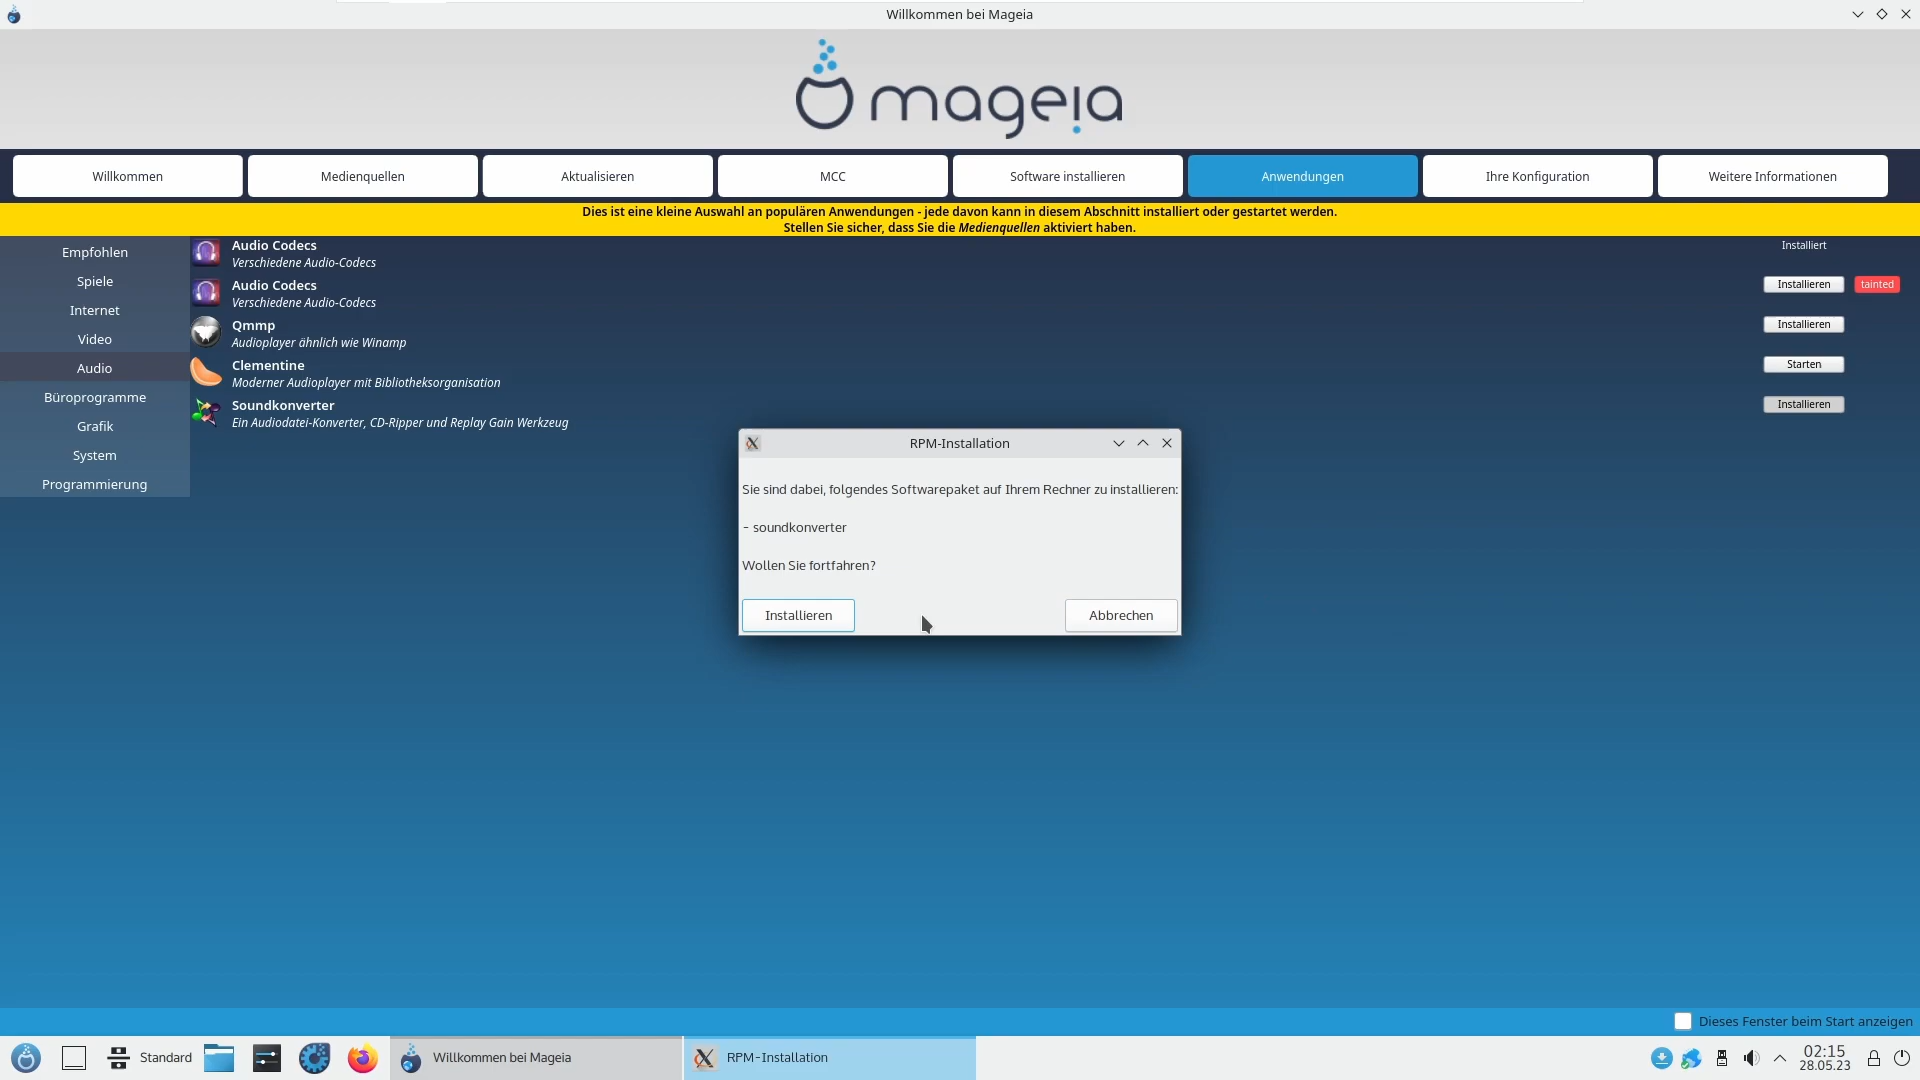 Willkommen bei Mageia
mageia
Willkommen
Medienquellen
Aktualisieren
MCC
Software installieren
Anwendungen
Ihre Konfiguration
Weitere Informationen
Dies ist eine kleine Auswahl an populären Anwendungen - jede davon kann in diesem Abschnitt installiert oder gestartet werden.
Stellen Sie sicher, dass Sie die Medienquellen aktiviert haben.
Empfohlen
Spiele
Internet
Video
Audio
Büroprogramme
Grafik
System
Programmierung
Audio Codecs
Verschiedene Audio-Codecs
Installiert
Audio Codecs
Verschiedene Audio-Codecs
Installieren
tainted
Qmmp
Audioplayer ähnlich wie Winamp
Installieren
Clementine
Moderner Audioplayer mit Bibliotheksorganisation
Starten
Soundkonverter
Ein Audiodatei-Konverter, CD-Ripper und Replay Gain Werkzeug
Installieren
RPM-Installation
Sie sind dabei, folgendes Softwarepaket auf Ihrem Rechner zu installieren:
- soundkonverter
Wollen Sie fortfahren?
Installieren
Abbrechen
Dieses Fenster beim Start anzeigen
Standard
Willkommen bei Mageia
RPM-Installation
02:15
28.05.23